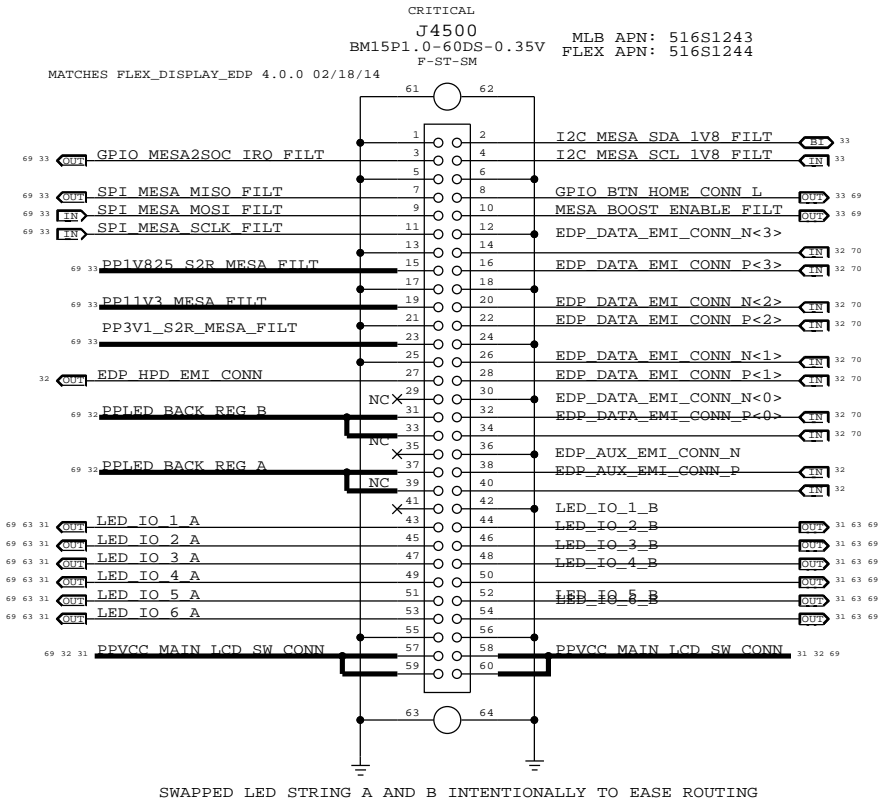 CRITICAL
J4500
BM15P1.0-60DS-0.35V
F-ST-SM
MLB APN: 516S1243
FLEX APN: 516S1244
MATCHES FLEX_DISPLAY_EDP 4.0.0 02/18/14
61 62
1 2 I2C_MESA_SDA_1V8_FILT BI 33
69 33 OUT GPIO_MESA2SOC_IRQ_FILT 3 4 I2C_MESA_SCL_1V8_FILT IN 33
5 6
69 33 OUT SPI_MESA_MISO_FILT 7 8 GPIO_BTN_HOME_CONN_L OUT 33 69
69 33 IN SPI_MESA_MOSI_FILT 9 10 MESA_BOOST_ENABLE_FILT OUT 33 69
69 33 IN SPI_MESA_SCLK_FILT 11 12 EDP_DATA_EMI_CONN_N<3>
13 14 IN 32 70
69 33 PP1V825_S2R_MESA_FILT 15 16 EDP_DATA_EMI_CONN_P<3> IN 32 70
17 18
69 33 PP11V3_MESA_FILT 19 20 EDP_DATA_EMI_CONN_N<2> IN 32 70
PP3V1_S2R_MESA_FILT 21 22 EDP_DATA_EMI_CONN_P<2> IN 32 70
69 33 23 24
25 26 EDP_DATA_EMI_CONN_N<1> IN 32 70
32 OUT EDP_HPD_EMI_CONN 27 28 EDP_DATA_EMI_CONN_P<1> IN 32 70
NC 29 30 EDP_DATA_EMI_CONN_N<0>
69 32 PPLED_BACK_REG_B 31 32 EDP_DATA_EMI_CONN_P<0> IN 32 70
33 34 IN 32 70
NC 35 36 EDP_AUX_EMI_CONN_N
69 32 PPLED_BACK_REG_A 37 38 EDP_AUX_EMI_CONN_P IN 32
NC 39 40 IN 32
41 42 LED_IO_1_B
69 63 31 OUT LED_IO_1_A 43 44 LED_IO_2_B OUT 31 63 69
69 63 31 OUT LED_IO_2_A 45 46 LED_IO_3_B OUT 31 63 69
69 63 31 OUT LED_IO_3_A 47 48 LED_IO_4_B OUT 31 63 69
69 63 31 OUT LED_IO_4_A 49 50 OUT 31 63 69
69 63 31 OUT LED_IO_5_A 51 52 LED_IO_5_B LED_IO_6_B OUT 31 63 69
69 63 31 OUT LED_IO_6_A 53 54 OUT 31 63 69
55 56
69 32 31 PPVCC_MAIN_LCD_SW_CONN 57 58 PPVCC_MAIN_LCD_SW_CONN 31 32 69
59 60
63 64
SWAPPED LED STRING A AND B INTENTIONALLY TO EASE ROUTING